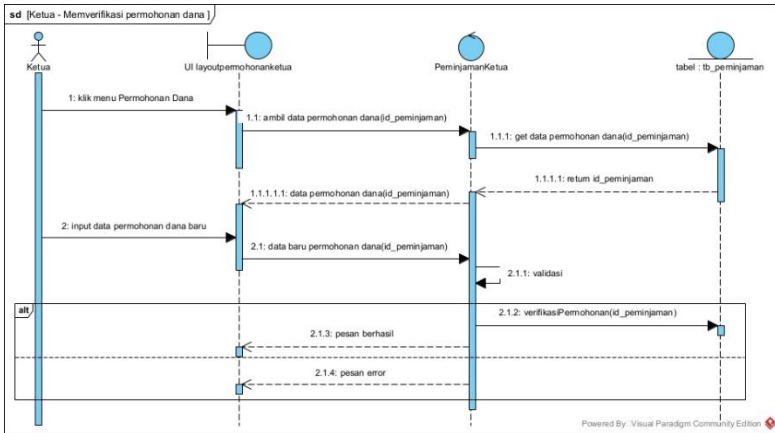 sd [Ketua - Memverifikasi permohonan dana ]
Ketua
UI layoutpermohonanketua
PeminjamanKetua
tabel : tb_peminjaman
1: klik menu Permohonan Dana
1.1: ambil data permohonan dana(id_peminjaman)
1.1.1: get data permohonan dana(id_peminjaman)
1.1.1.1: return id_peminjaman
1.1.1.1.1: data permohonan dana(id_peminjaman)
2: input data permohonan dana baru
2.1: data baru permohonan dana(id_peminjaman)
2.1.1: validasi
alt
2.1.2: verifikasiPermohonan(id_peminjaman)
2.1.3: pesan berhasil
2.1.4: pesan error
Powered By: Visual Paradigm Community Edition